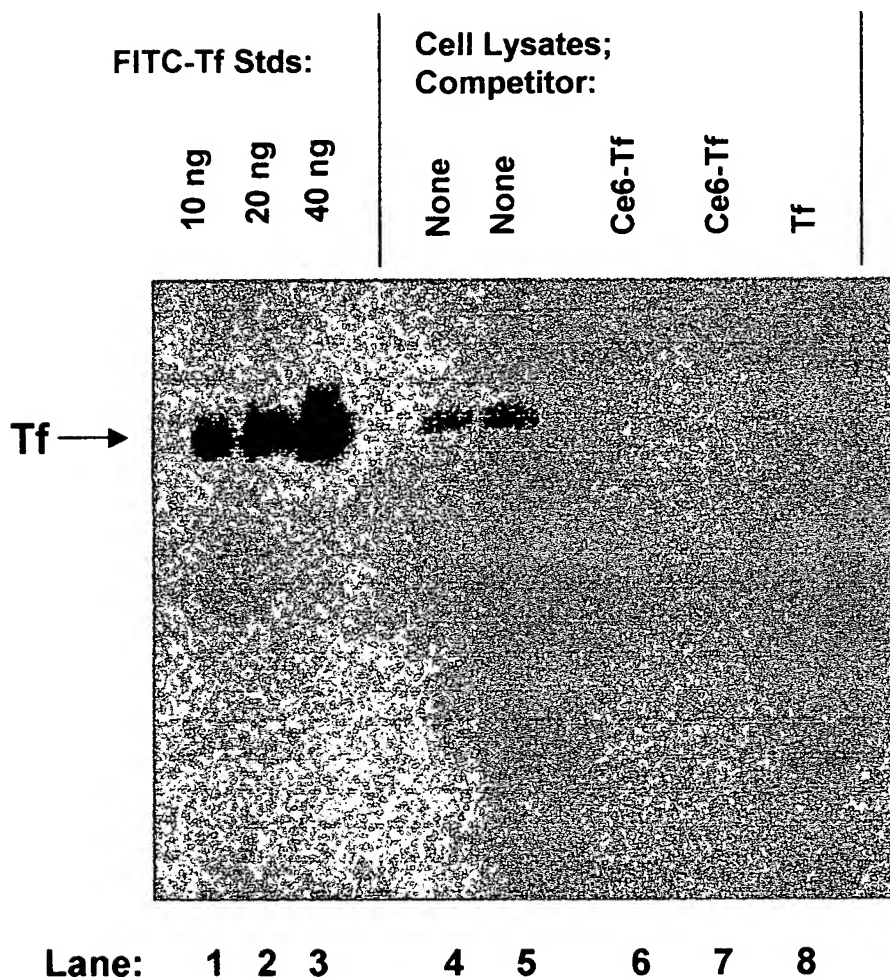 FITC-Tf Stds:
Cell Lysates;
Competitor:
10 ng
20 ng
40 ng
None
None
Ce6-Tf
Ce6-Tf
Tf
Tf
Lane: 1 2 3 4 5 6 7 8